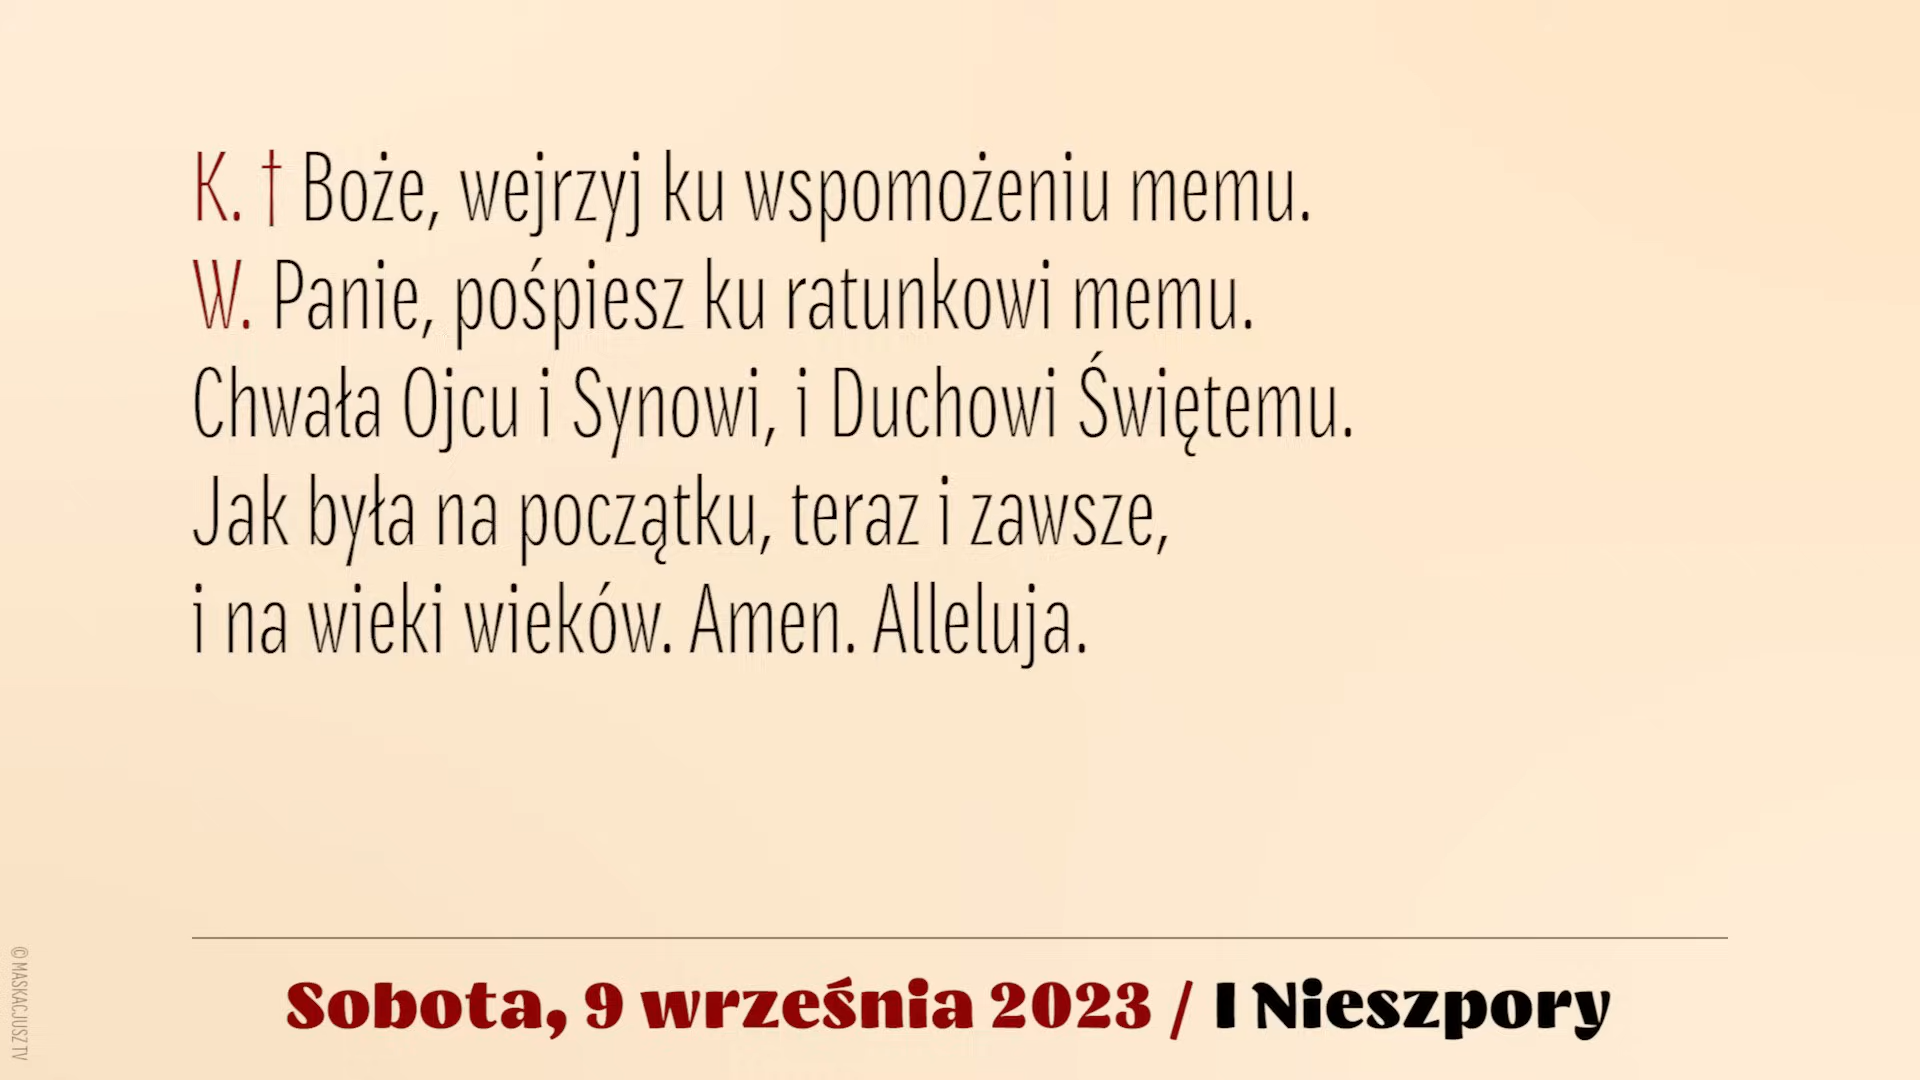 K. † Boże, wejrzyj ku wspomożeniu memu.
W. Panie, pośpiesz ku ratunkowi memu.
Chwała Ojcu i Synowi, i Duchowi Świętemu.
Jak była na początku, teraz i zawsze,
i na wieki wieków. Amen. Alleluja.
© MASKACJUSZ TV
Sobota, 9 września 2023 / I Nieszpory